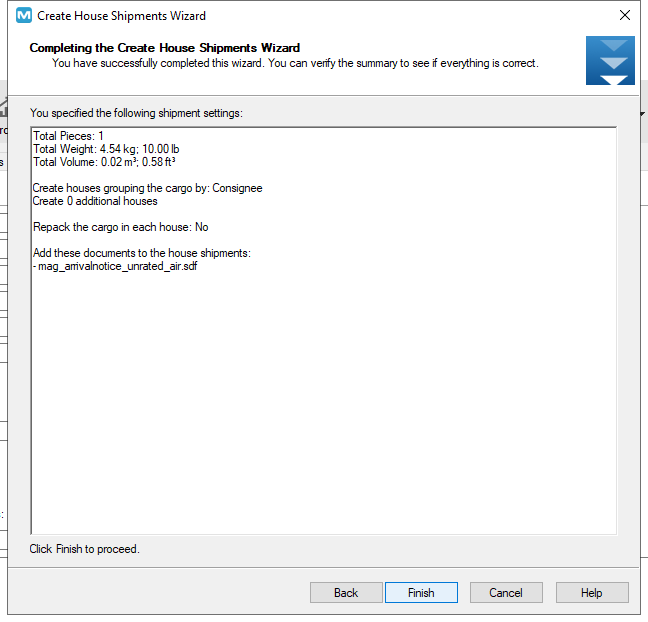 Create House Shipments Wizard
Completing the Create House Shipments Wizard
You have successfully completed this wizard. You can verify the summary to see if everything is correct.
You specified the following shipment settings:
Total Pieces: 1
Total Weight: 4.54 kg; 10.00 lb
Total Volume: 0.02 m³; 0.58 ft³
Create houses grouping the cargo by: Consignee
Create 0 additional houses
Repack the cargo in each house: No
Add these documents to the house shipments:
- mag_arrivalnotice_unrated_air.sdf
Click Finish to proceed.
Back Finish Cancel Help